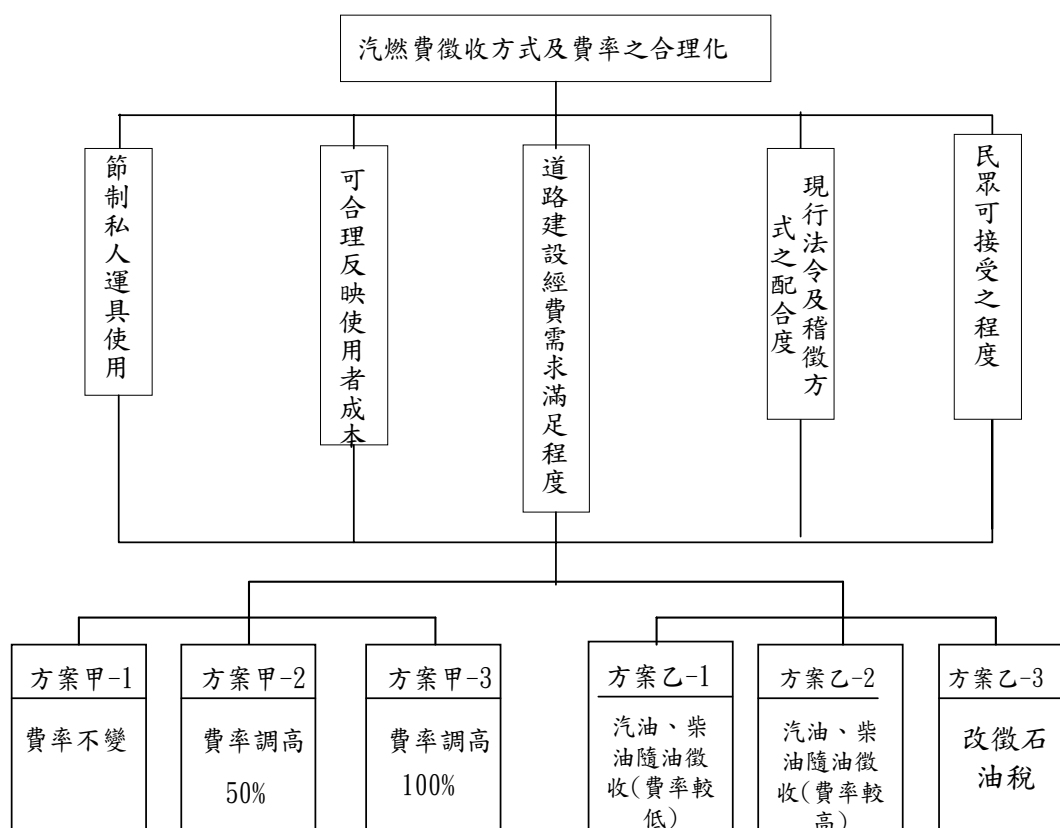 汽燃費徵收方式及費率之合理化
節制私人運具使用
可合理反映使用者成本
道路建設經費需求滿足程度
現行法令及稽徵方
式之配合度
民眾可接受之程度
方案甲-1
費率不變
方案甲-2
費率調高
50%
方案甲-3
費率調高
100%
方案乙-1
汽油、柴
油隨油徵
收(費率較
低)
方案乙-2
汽油、柴
油隨油徵
收(費率較
高)
方案乙-3
改徵石
油稅